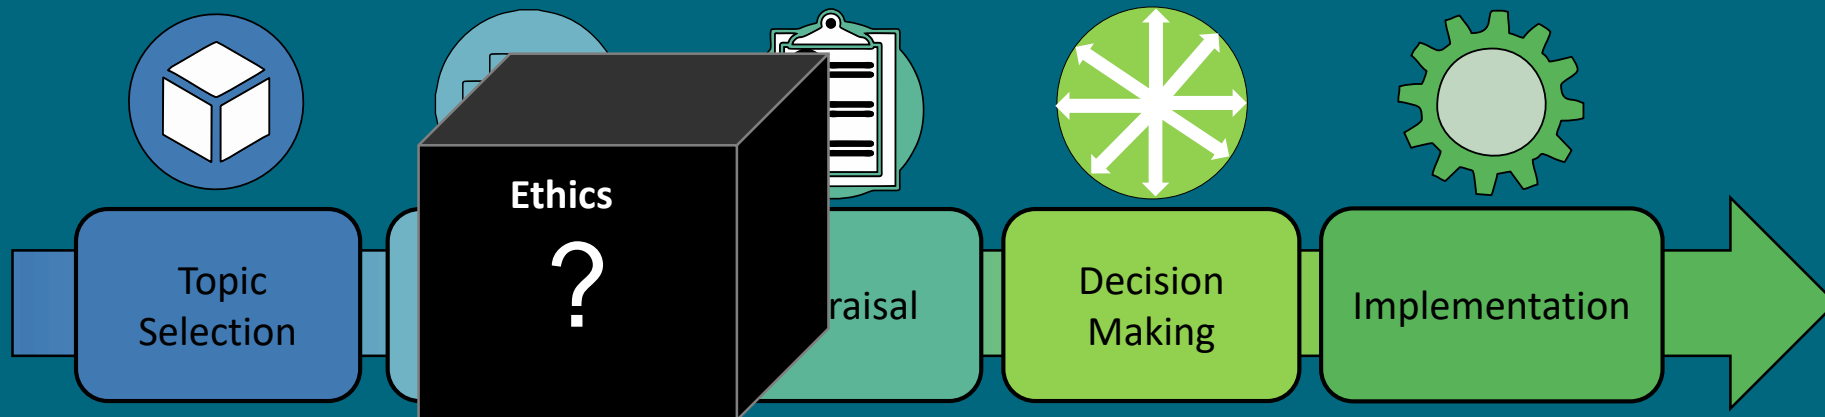 Topic
Selection
Ethics
?
raisal
Decision
Making
Implementation